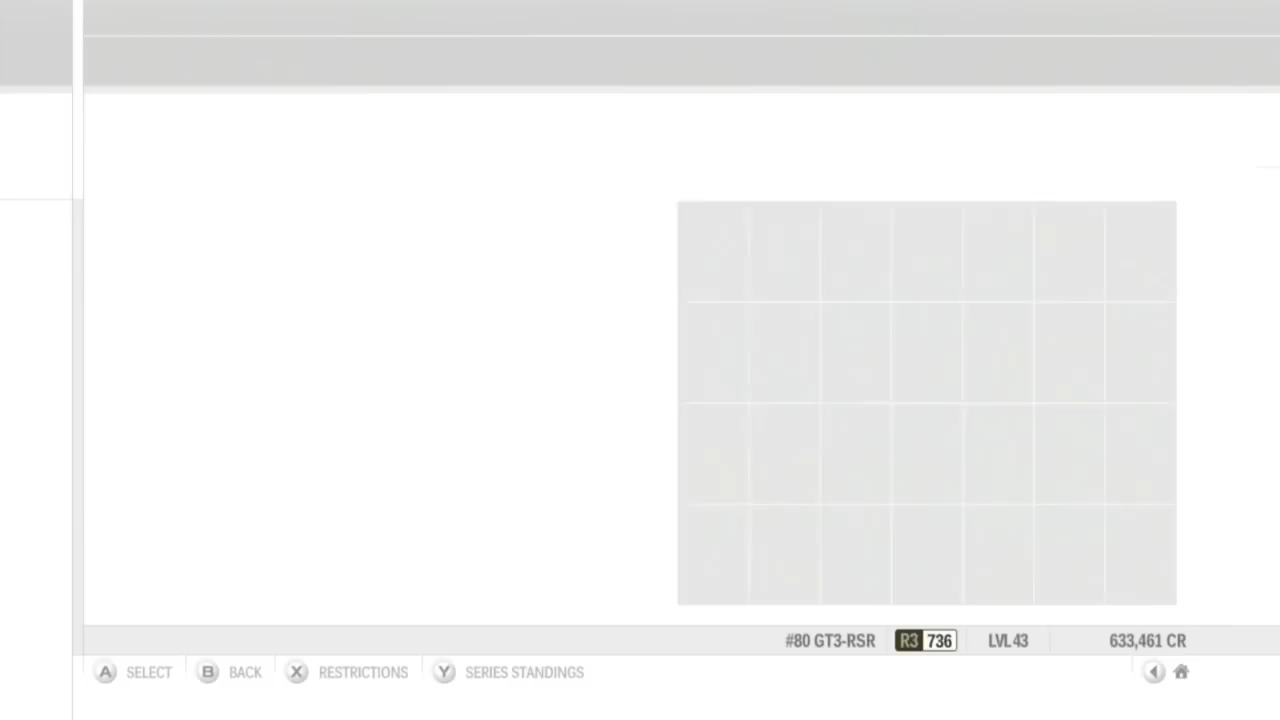 #80 GT3-RSR R3 736 LVL 43 633,461 CR
A SELECT B BACK X RESTRICTIONS Y SERIES STANDINGS